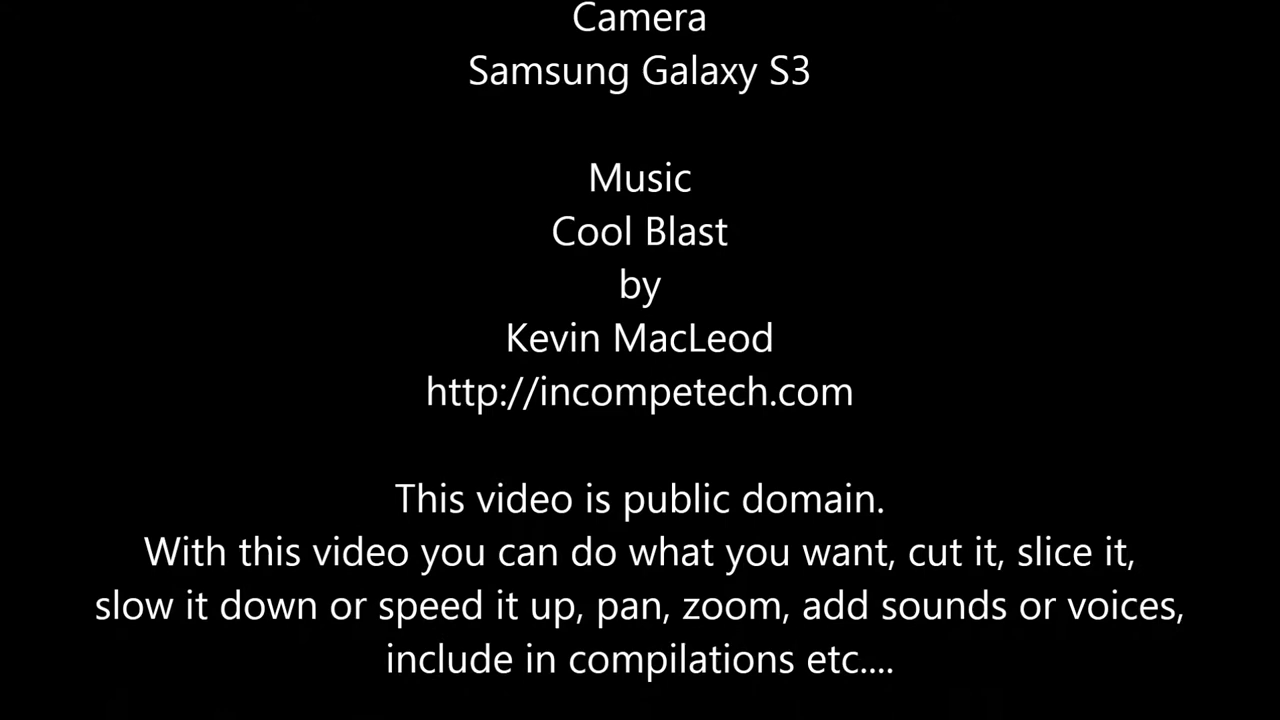 Camera
Samsung Galaxy S3
Music
Cool Blast
by
Kevin MacLeod
http://incompetech.com
This video is public domain.
With this video you can do what you want, cut it, slice it,
slow it down or speed it up, pan, zoom, add sounds or voices,
include in compilations etc....